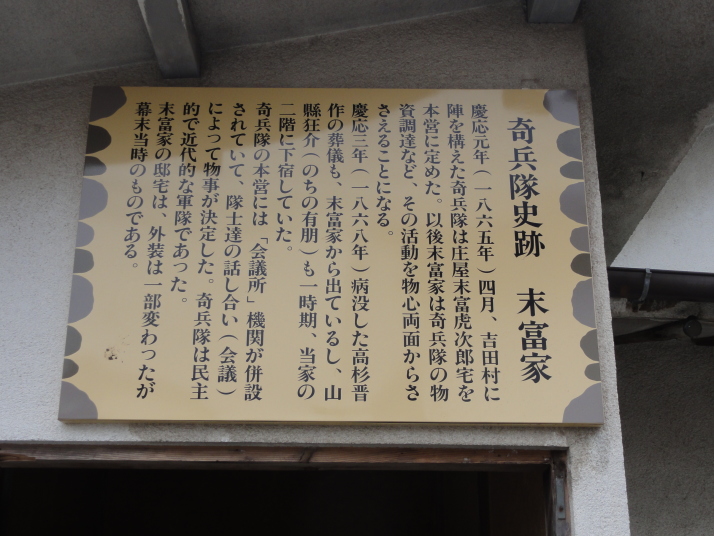 奇兵隊史跡　末富家
慶応元年（一八六五年）四月、吉田村に
陣を構えた奇兵隊は庄屋末富虎次郎宅を
本営に定めた。以後末富家は奇兵隊の物
資調達など、その活動を物心両面からさ
さえることになる。
慶応三年（一八六八年）病没した高杉晋
作の葬儀も、末富家から出ているし、山
縣狂介（のちの有朋）も一時期、当家の
二階に下宿していた。
奇兵隊の本営には「会議所」機関が併設
されていて、隊士達の話し合い（会議）
によって物事が決定した。奇兵隊は民主
的で近代的な軍隊であった。
末富家の邸宅は、外装は一部変わったが
幕末当時のものである。